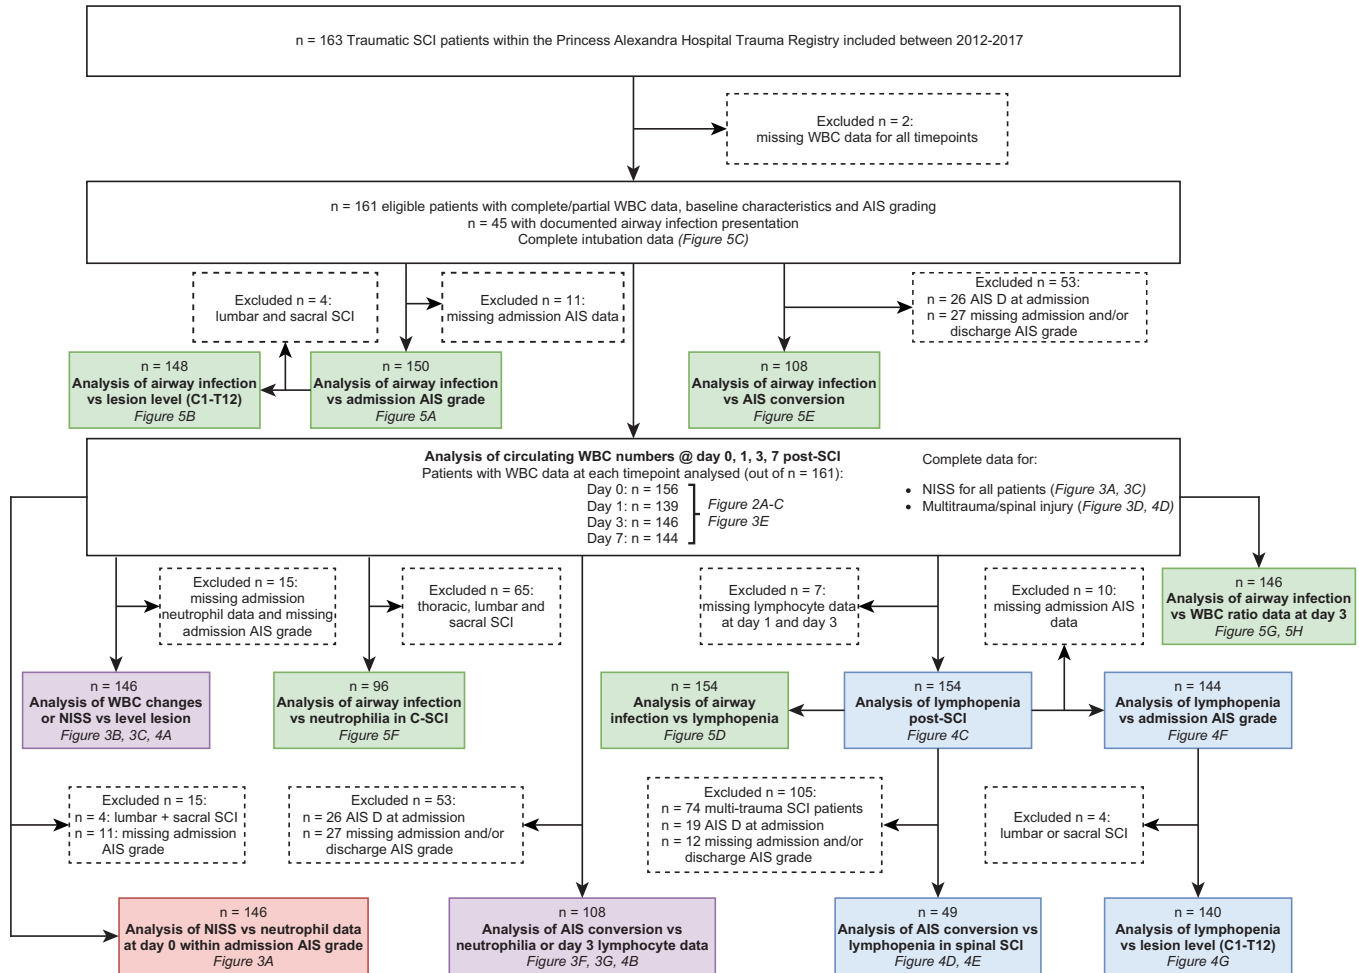 n = 163 Traumatic SCI patients within the Princess Alexandra Hospital Trauma Registry included between 2012-2017
Excluded n = 2:
missing WBC data for all timepoints
n = 161 eligible patients with complete/partial WBC data, baseline characteristics and AIS grading
n = 45 with documented airway infection presentation
Complete intubation data (Figure 5C)
Excluded n = 4:
lumbar and sacral SCI
Excluded n = 11:
missing admission AIS data
Excluded n = 53:
n = 26 AIS D at admission
n = 27 missing admission and/or
discharge AIS grade
n = 148
Analysis of airway infection
vs lesion level (C1-T12)
Figure 5B
n = 150
Analysis of airway infection
vs admission AIS grade
Figure 5A
n = 108
Analysis of airway infection
vs AIS conversion
Figure 5E
Analysis of circulating WBC numbers @ day 0, 1, 3, 7 post-SCI
Patients with WBC data at each timepoint analysed (out of n = 161):
Day 0: n = 156
Day 1: n = 139
Day 3: n = 146
Day 7: n = 144
Figure 2A-C
Figure 3E
Complete data for:
• NISS for all patients (Figure 3A, 3C)
• Multitrauma/spinal injury (Figure 3D, 4D)
Excluded n = 15:
missing admission
neutrophil data and missing
admission AIS grade
Excluded n = 65:
thoracic, lumbar and
sacral SCI
Excluded n = 7:
missing lymphocyte data
at day 1 and day 3
Excluded n = 10:
missing admission AIS
data
n = 146
Analysis of airway infection
vs WBC ratio data at day 3
Figure 5G, 5H
n = 146
Analysis of WBC changes
or NISS vs level lesion
Figure 3B, 3C, 4A
n = 96
Analysis of airway infection
vs neutrophilia in C-SCI
Figure 5F
n = 154
Analysis of airway
infection vs lymphopenia
Figure 5D
n = 154
Analysis of lymphopenia
post-SCI
Figure 4C
n = 144
Analysis of lymphopenia
vs admission AIS grade
Figure 4F
Excluded n = 15:
n = 4: lumbar + sacral SCI
n = 11: missing admission
AIS grade
Excluded n = 53:
n = 26 AIS D at admission
n = 27 missing admission and/or
discharge AIS grade
Excluded n = 105:
n = 74 multi-trauma SCI patients
n = 19 AIS D at admission
n = 12 missing admission and/or
discharge AIS grade
Excluded n = 4:
lumbar or sacral SCI
n = 146
Analysis of NISS vs neutrophil data
at day 0 within admission AIS grade
Figure 3A
n = 108
Analysis of AIS conversion vs
neutrophilia or day 3 lymphocyte data
Figure 3F, 3G, 4B
n = 49
Analysis of AIS conversion vs
lymphopenia in spinal SCI
Figure 4D, 4E
n = 140
Analysis of lymphopenia
vs lesion level (C1-T12)
Figure 4G